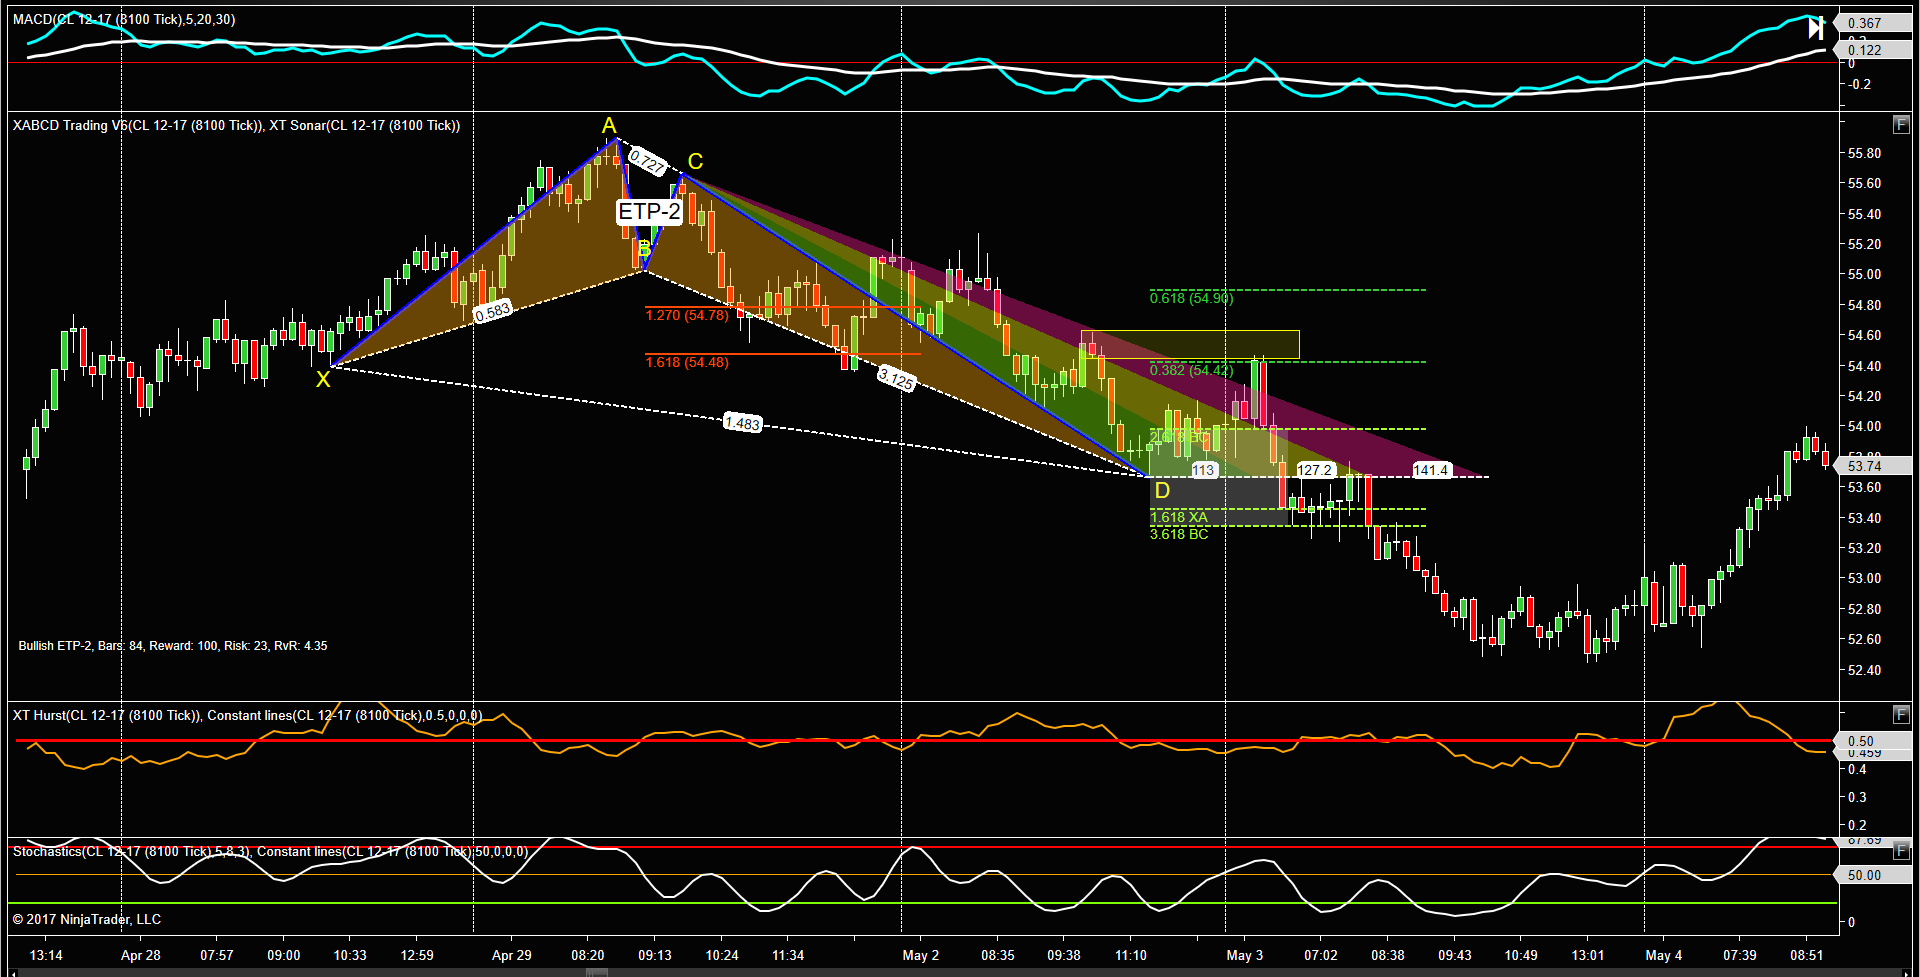 MACD(CL 12-17 (8100 Tick),5,20,30)
0.367
0.122
0
-0.2
XABCD Trading V6(CL 12-17 (8100 Tick)), XT Sonar(CL 12-17 (8100 Tick))
F
A
0.727
C
ETP-2
B
0.583
X
1.270 (54.78)
1.618 (54.48)
3.125
1.483
0.618 (54.90)
0.382 (54.42)
2.618 BC
113
127.2
141.4
D
1.618 XA
3.618 BC
55.80
55.60
55.40
55.20
55.00
54.80
54.60
54.40
54.20
54.00
53.74
53.60
53.40
53.20
53.00
52.80
52.60
52.40
Bullish ETP-2, Bars: 84, Reward: 100, Risk: 23, RvR: 4.35
XT Hurst(CL 12-17 (8100 Tick)), Constant lines(CL 12-17 (8100 Tick),0.5,0,0,0)
F
0.50
0.459
0.4
0.3
0.2
Stochastics(CL 12-17 (8100 Tick),5,8,3), Constant lines(CL 12-17 (8100 Tick),50,0,0,0)
87.69
F
50.00
0
© 2017 NinjaTrader, LLC
13:14 Apr 28 07:57 09:00 10:33 12:59 Apr 29 08:20 09:13 10:24 11:34 May 2 08:35 09:38 11:10 May 3 07:02 08:38 09:43 10:49 13:01 May 4 07:39 08:51